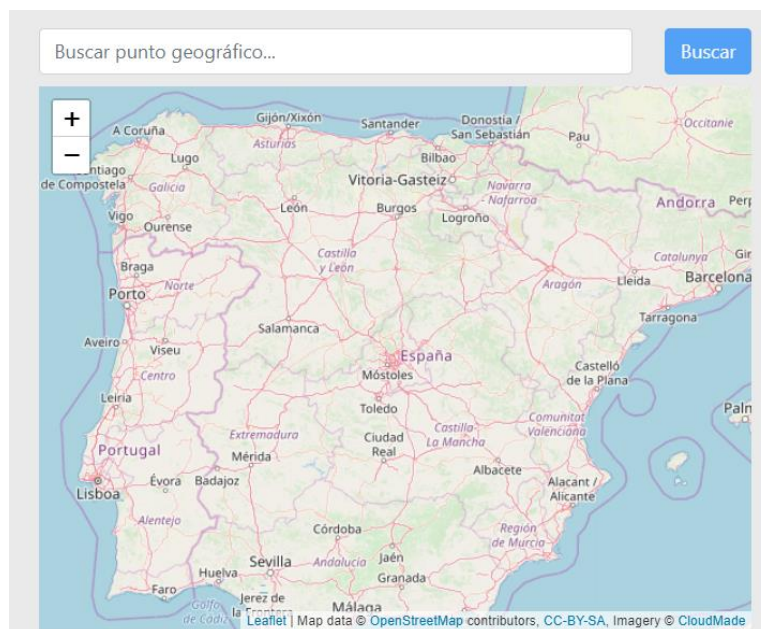 Buscar punto geográfico...
Buscar
+
−
A Coruña
Gijón/Xixón
Santander
Donostia
San Sebastián
Pau
Occitanie
Asturias
Lugo
Bilbao
de Compostela
Galicia
Vitoria-Gasteiz
Navarra
- Nafarroa
Andorra
Vigo
Ourense
León
Burgos
Logroño
Braga
Castilla
y León
Catalunya
Porto
Norte
Aragón
Lleida
Barcelona
Tarragona
Salamanca
Aveiro
Viseu
España
Móstoles
Castelló
de la Plana
Centro
Leiria
Toledo
Extremadura
Ciudad
Real
Castilla-
La Mancha
Comunitat
Valenciana
Portugal
Mérida
Lisboa
Évora
Badajoz
Albacete
Alacant /
Alicante
Alentejo
Córdoba
Región
de Murcia
Sevilla
Andalucía
Jaén
Huelva
Granada
Faro
Jerez de
la Frontera
Golfo
de Cádiz
Málaga
Leaflet | Map data © OpenStreetMap contributors, CC-BY-SA, Imagery © CloudMade